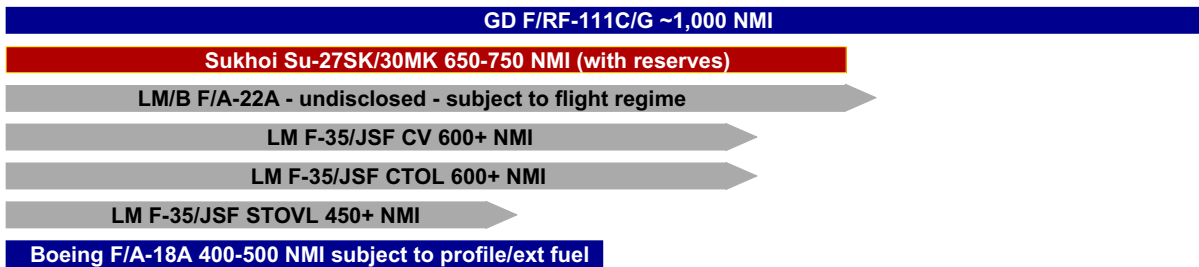 GD F/RF-111C/G ~1,000 NMI
Sukhoi Su-27SK/30MK 650-750 NMI (with reserves)
LM/B F/A-22A - undisclosed - subject to flight regime
LM F-35/JSF CV 600+ NMI
LM F-35/JSF CTOL 600+ NMI
LM F-35/JSF STOVL 450+ NMI
Boeing F/A-18A 400-500 NMI subject to profile/ext fuel